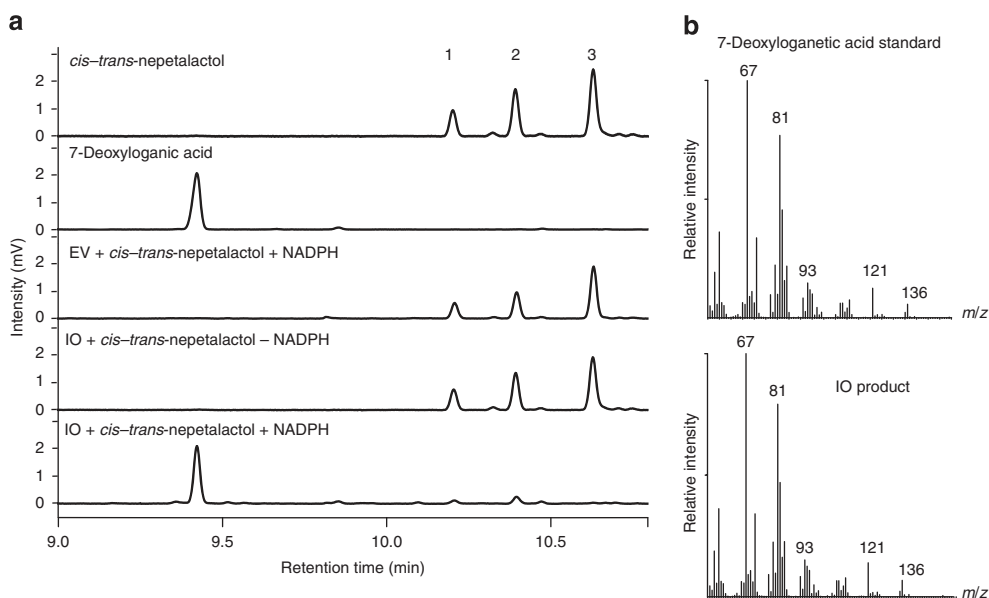 a
cis–trans-nepetalactol
1 2 3
2
1
0
7-Deoxyloganic acid
2
1
0
EV + cis–trans-nepetalactol + NADPH
2
1
0
IO + cis–trans-nepetalactol – NADPH
2
1
0
IO + cis–trans-nepetalactol + NADPH
2
1
0
Intensity (mV)
9.0 9.5 10.0 10.5
Retention time (min)
b
7-Deoxyloganetic acid standard
67
81
93
121
136
Relative intensity
m/z
67
IO product
81
93
121
136
Relative intensity
m/z